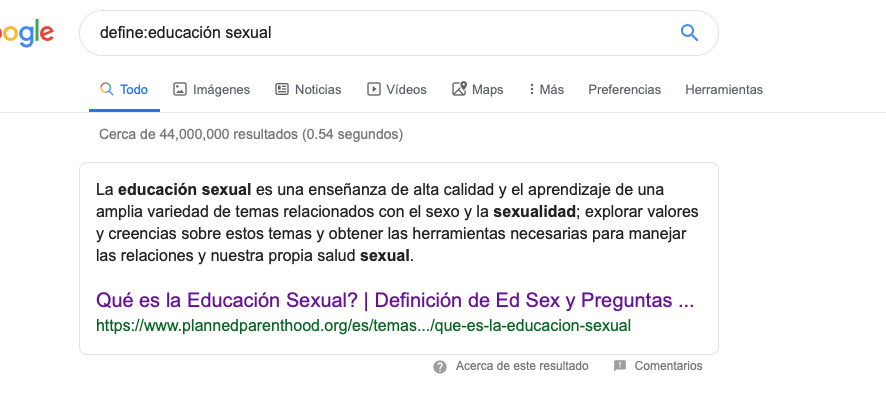 ogle
define:educación sexual
Todo Imágenes Noticias Vídeos Maps Más Preferencias Herramientas
Cerca de 44,000,000 resultados (0.54 segundos)
La educación sexual es una enseñanza de alta calidad y el aprendizaje de una
amplia variedad de temas relacionados con el sexo y la sexualidad; explorar valores
y creencias sobre estos temas y obtener las herramientas necesarias para manejar
las relaciones y nuestra propia salud sexual.
Qué es la Educación Sexual? | Definición de Ed Sex y Preguntas ...
https://www.plannedparenthood.org/es/temas.../que-es-la-educacion-sexual
Acerca de este resultado Comentarios